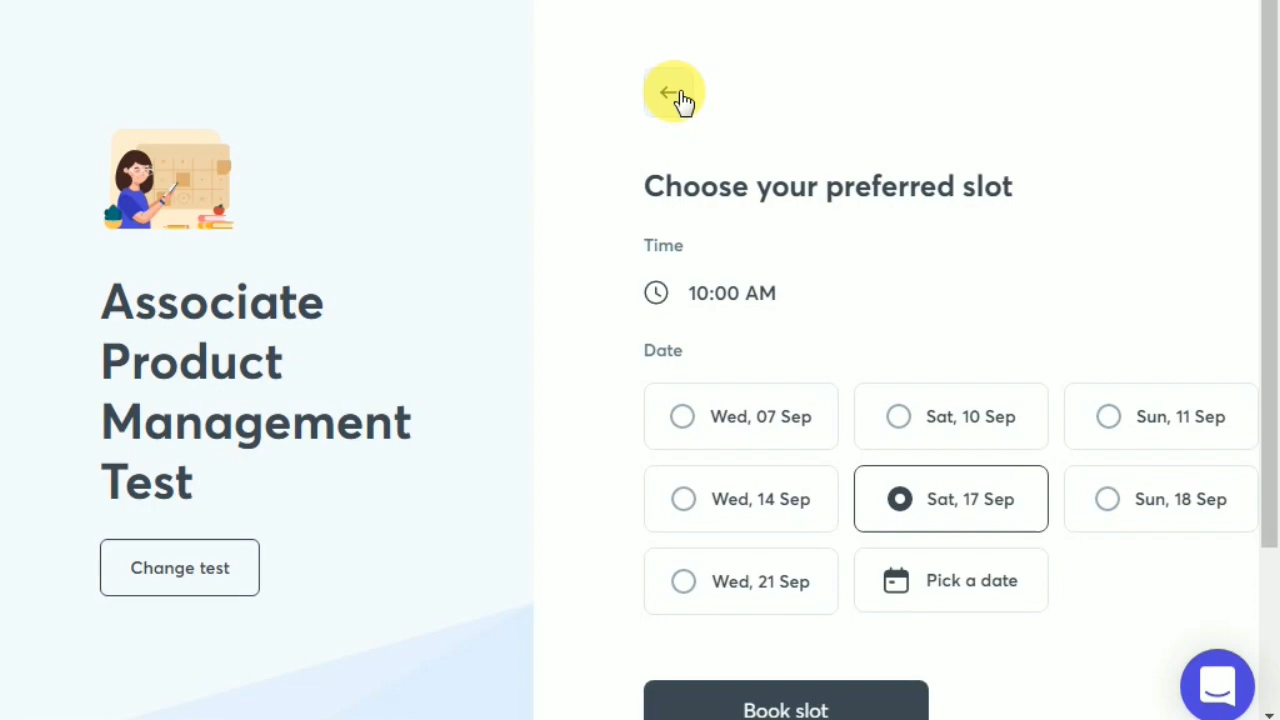 Associate
Product
Management
Test
Change test
Choose your preferred slot
Time
10:00 AM
Date
Wed, 07 Sep
Sat, 10 Sep
Sun, 11 Sep
Wed, 14 Sep
Sat, 17 Sep
Sun, 18 Sep
Wed, 21 Sep
Pick a date
Book slot